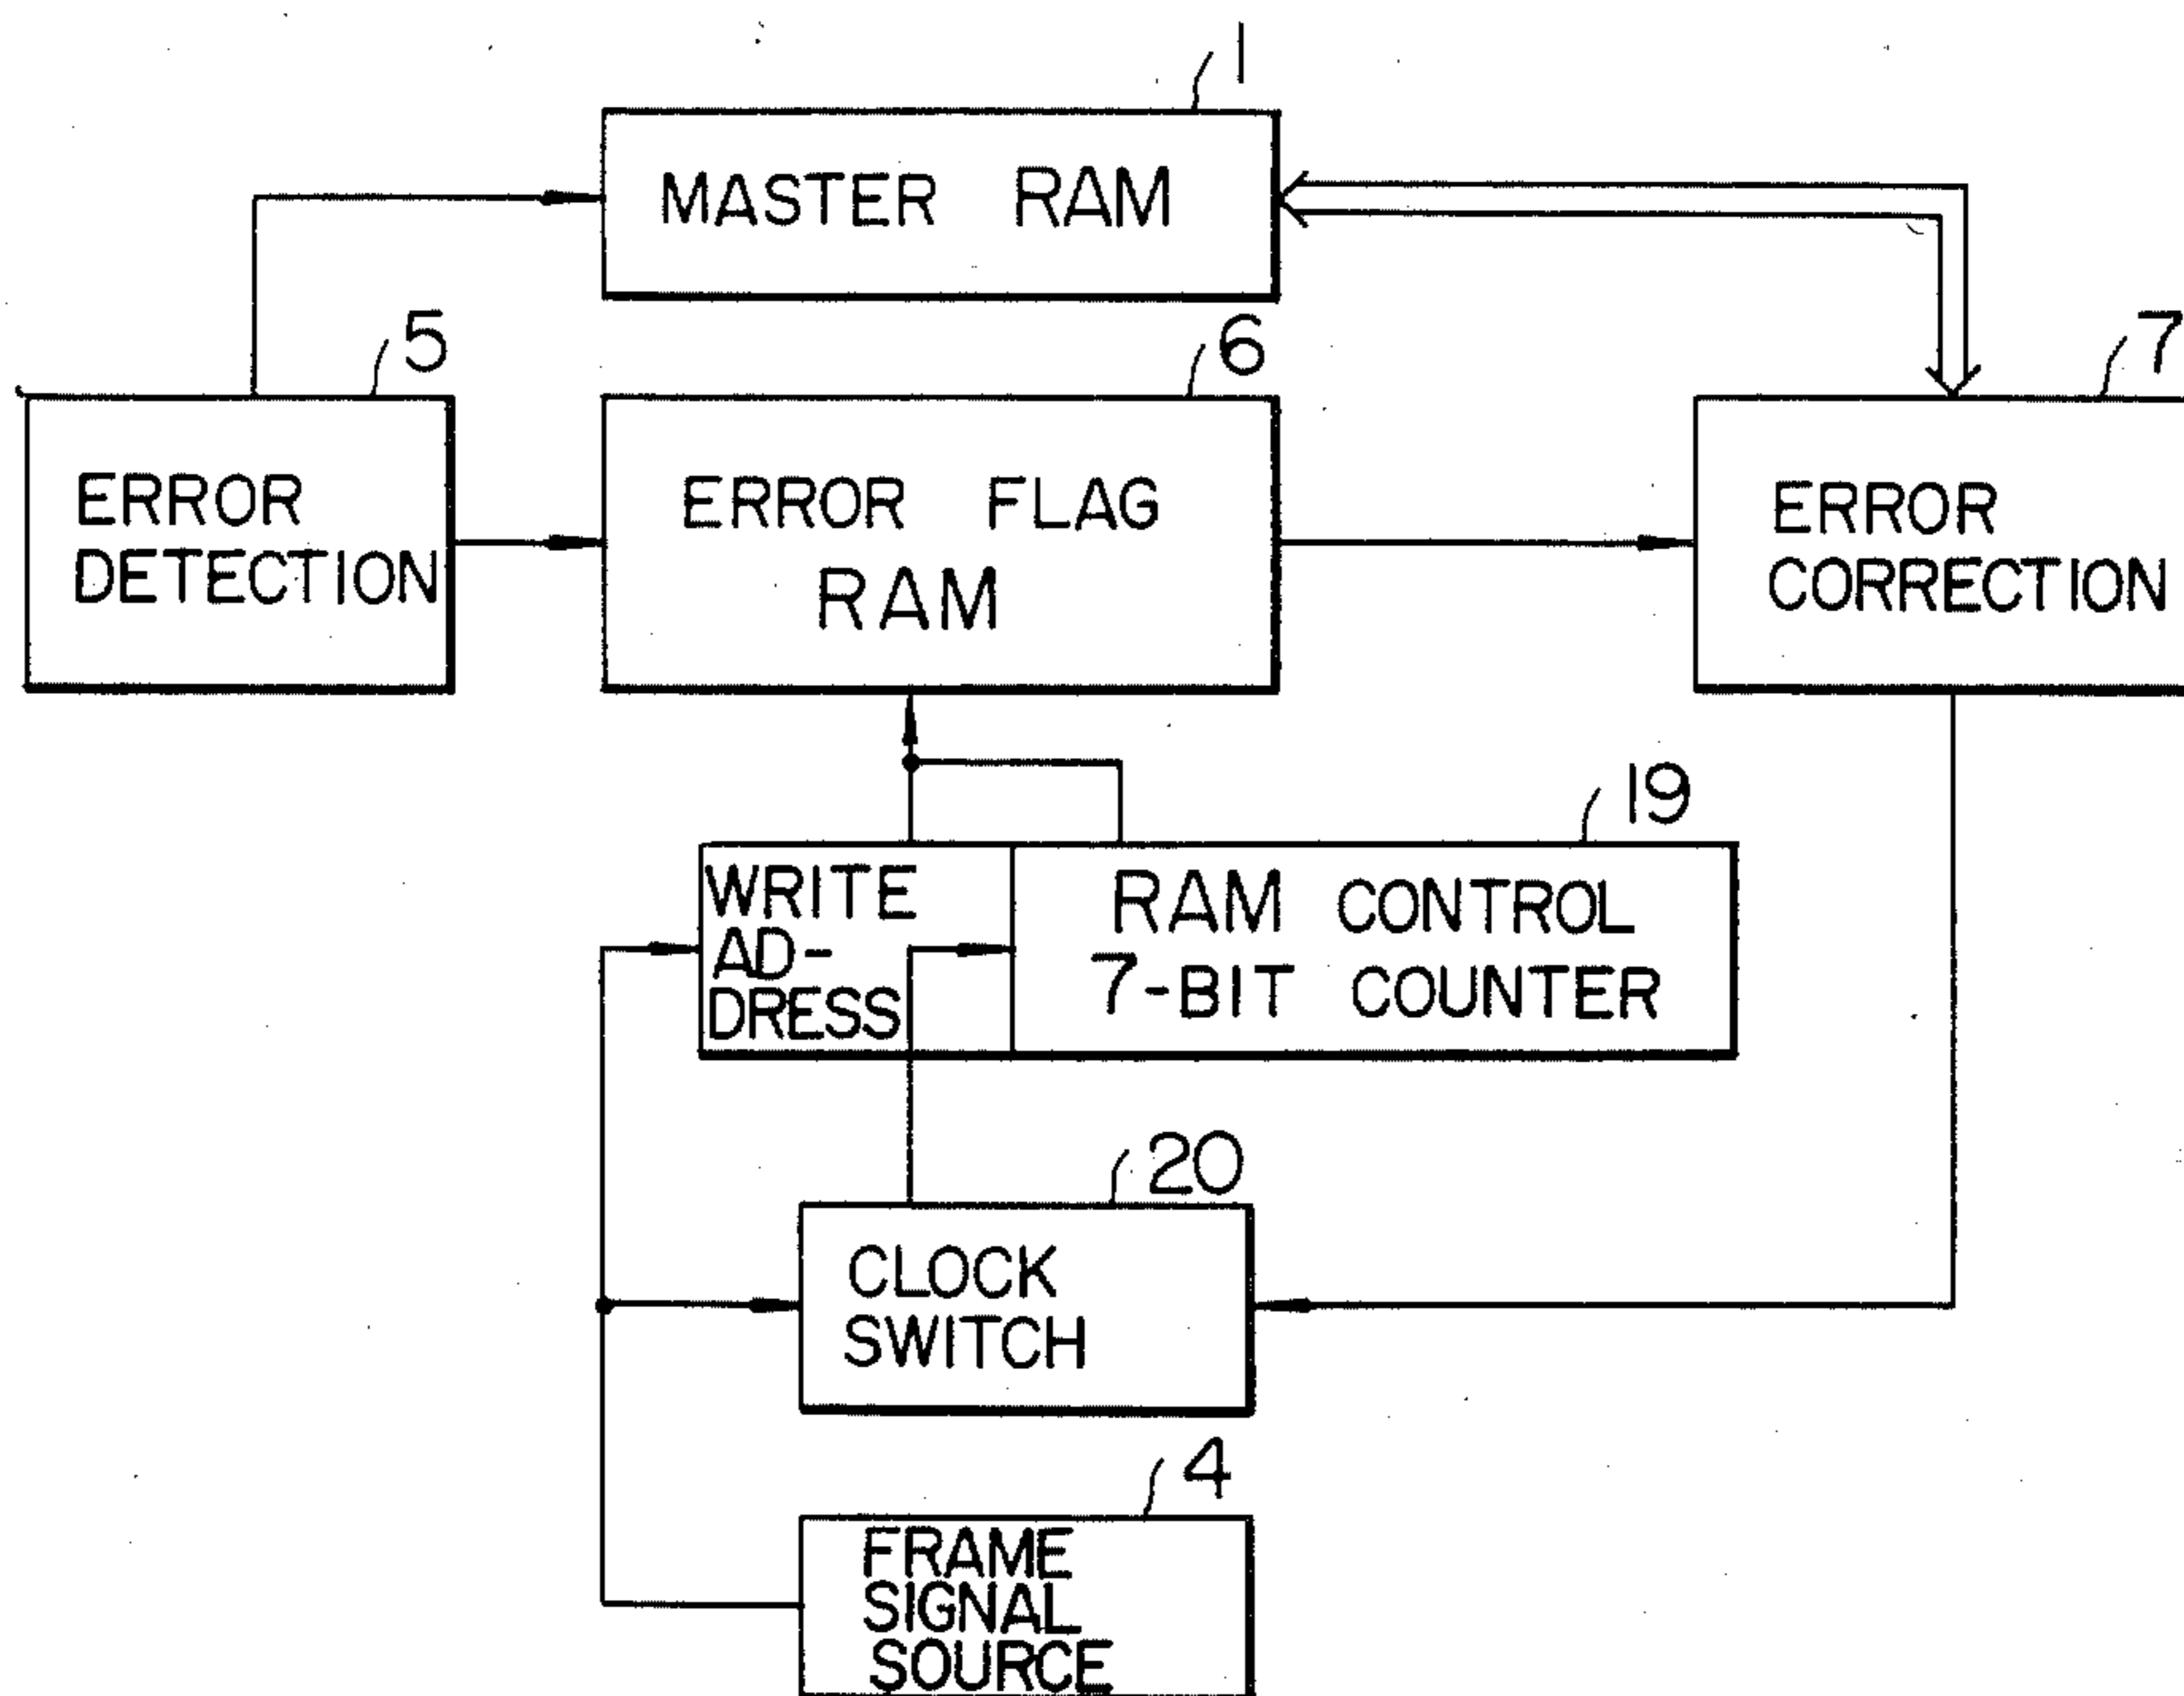 1
MASTER RAM
5
6
7
ERROR
DETECTION
ERROR FLAG
RAM
ERROR
CORRECTION
19
WRITE
AD-
DRESS
RAM CONTROL
7-BIT COUNTER
20
CLOCK
SWITCH
4
FRAME
SIGNAL
SOURCE